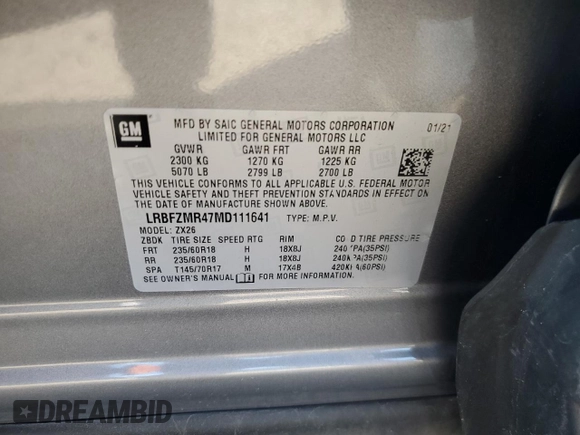 GM
MFD BY SAIC GENERAL MOTORS CORPORATION
LIMITED FOR GENERAL MOTORS LLC
01/21
GVWR GAWR FRT GAWR RR
2300 KG 1270 KG 1225 KG
5070 LB 2799 LB 2700 LB
THIS VEHICLE CONFORMS TO ALL APPLICABLE U.S. FEDERAL MOTOR
VEHICLE SAFETY AND THEFT PREVENTION STANDARDS IN EFFECT ON
THE DATE OF MANUFACTURE SHOWN ABOVE.
LRBFZMR47MD111641 TYPE: M.P.V.
MODEL: ZX26
ZBDK TIRE SIZE SPEED RTG RIM COLD TIRE PRESSURE
FRT 235/60R18 H 18X8J 240KPA(35PSI)
RR 235/60R18 H 18X8J 240KPA(35PSI)
SPA T145/70R17 M 17X4B 420KPA(60PSI)
SEE OWNER'S MANUAL FOR MORE INFORMATION.
DREAMBID